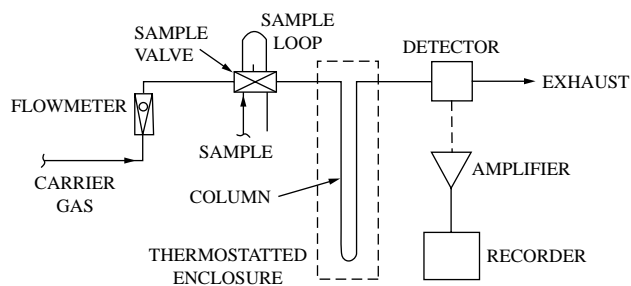 SAMPLE
VALVE
SAMPLE
LOOP
DETECTOR
EXHAUST
FLOWMETER
SAMPLE
CARRIER
GAS
COLUMN
AMPLIFIER
THERMOSTATTED
ENCLOSURE
RECORDER